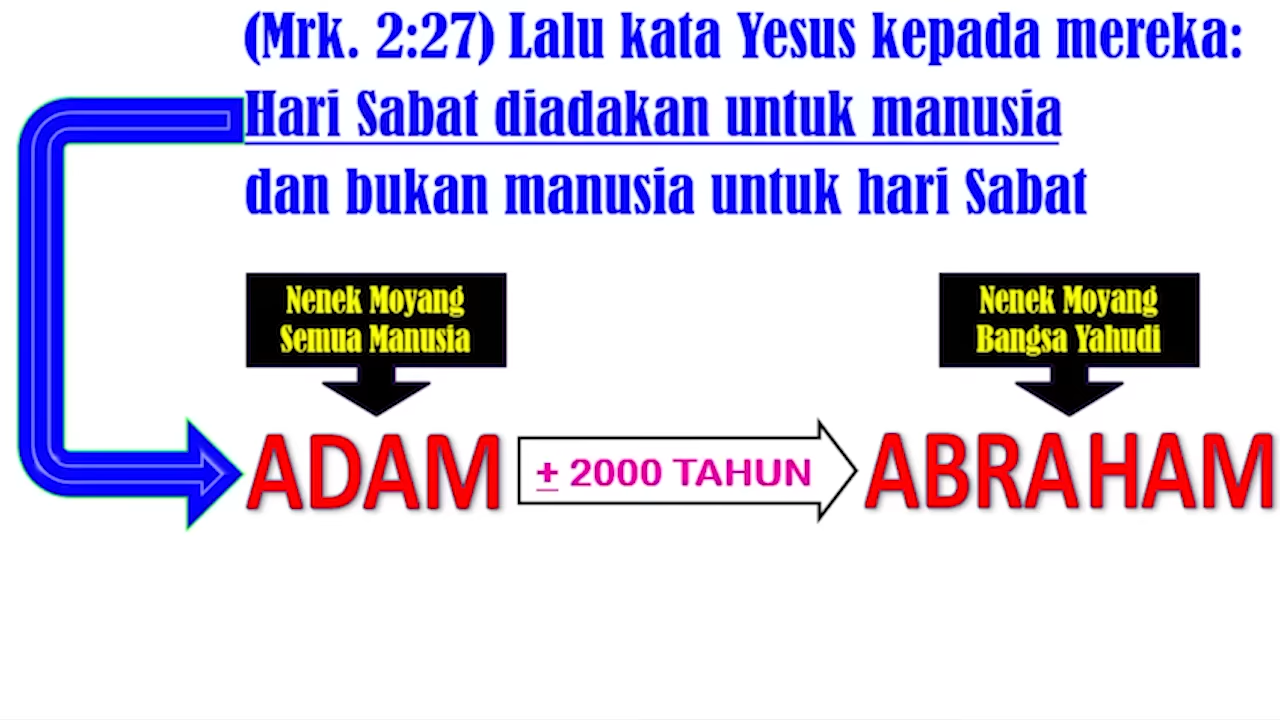 (Mrk. 2:27) Lalu kata Yesus kepada mereka:
Hari Sabat diadakan untuk manusia
dan bukan manusia untuk hari Sabat
Nenek Moyang
Semua Manusia
Nenek Moyang
Bangsa Yahudi
ADAM
± 2000 TAHUN
ABRAHAM